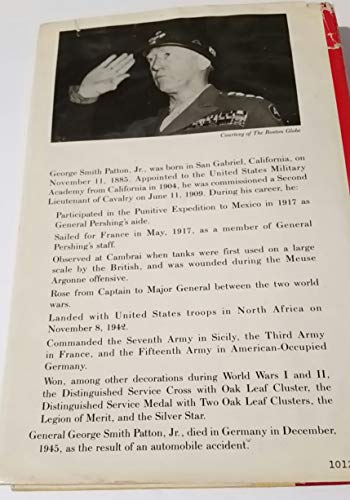 Courtesy of The Boston Globe
George Smith Patton, Jr., was born in San Gabriel, California, on
November 11, 1885. Appointed to the United States Military
Academy from California in 1904, he was commissioned a Second
Lieutenant of Cavalry on June 11, 1909. During his career, he:
Participated in the Punitive Expedition to Mexico in 1917 as
General Pershing's aide.
Sailed for France in May, 1917, as a member of General
Pershing's staff.
Observed at Cambrai when tanks were first used on a large
scale by the British, and was wounded during the Meuse
Argonne offensive.
Rose from Captain to Major General between the two world
wars.
Landed with United States troops in North Africa on
November 8, 1942.
Commanded the Seventh Army in Sicily, the Third Army
in France, and the Fifteenth Army in American-Occupied
Germany.
Won, among other decorations during World Wars I and II,
the Distinguished Service Cross with Oak Leaf Cluster, the
Distinguished Service Medal with Two Oak Leaf Clusters, the
Legion of Merit, and the Silver Star.
General George Smith Patton, Jr., died in Germany in December,
1945, as the result of an automobile accident.
1012